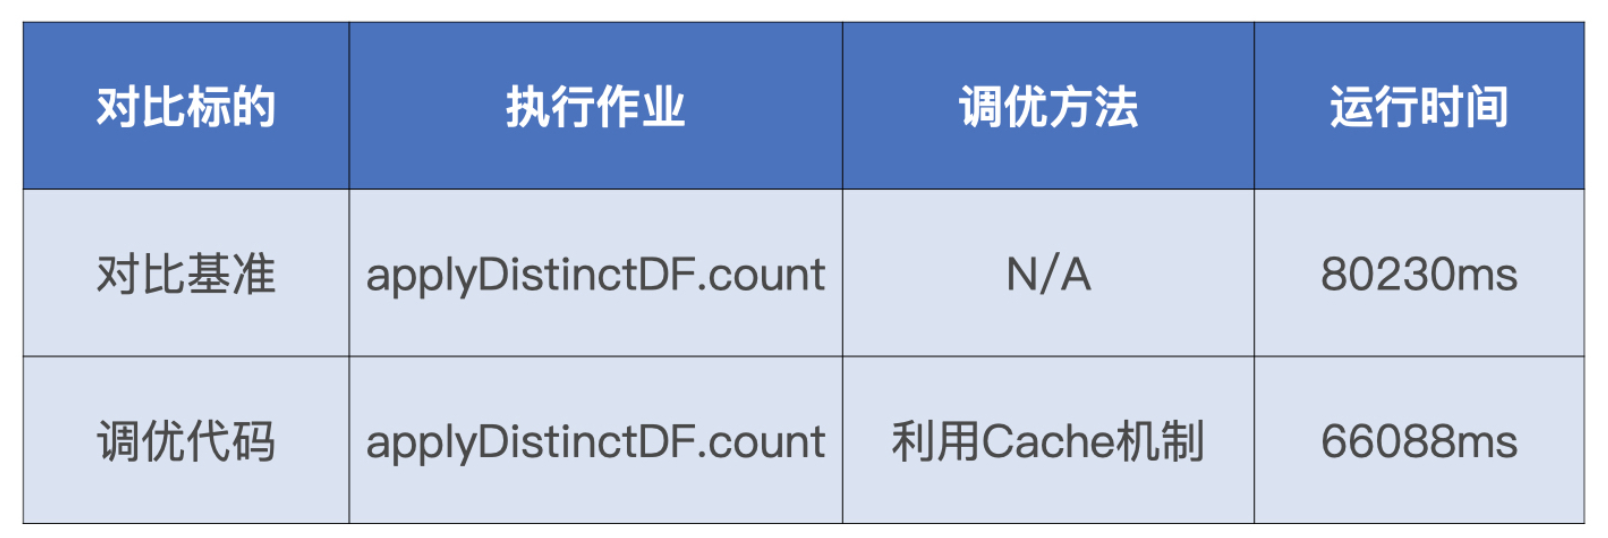 对比标的 执行作业 调优方法 运行时间
对比基准 applyDistinctDF.count N/A 80230ms
调优代码 applyDistinctDF.count 利用Cache机制 66088ms